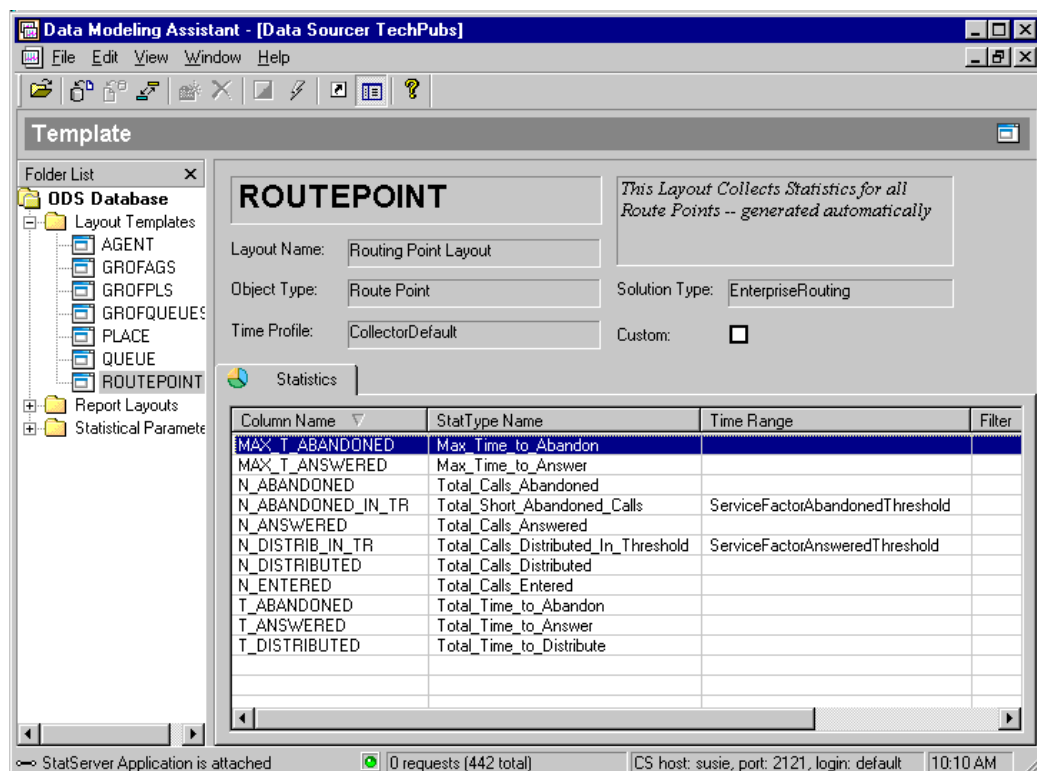 Data Modeling Assistant - [Data Sourcer TechPubs]
File Edit View Window Help
Template
Folder List
ODS Database
Layout Templates
AGENT
GROFAGS
GROFPLS
GROFQUEUES
PLACE
QUEUE
ROUTEPOINT
Report Layouts
Statistical Paramete
ROUTEPOINT
This Layout Collects Statistics for all
Route Points -- generated automatically
Layout Name: Routing Point Layout
Object Type: Route Point
Solution Type: EnterpriseRouting
Time Profile: CollectorDefault
Custom:
Statistics
Column Name StatType Name Time Range Filter
MAX_T_ABANDONED Max_Time_to_Abandon
MAX_T_ANSWERED Max_Time_to_Answer
N_ABANDONED Total_Calls_Abandoned
N_ABANDONED_IN_TR Total_Short_Abandoned_Calls ServiceFactorAbandonedThreshold
N_ANSWERED Total_Calls_Answered
N_DISTRIB_IN_TR Total_Calls_Distributed_In_Threshold ServiceFactorAnsweredThreshold
N_DISTRIBUTED Total_Calls_Distributed
N_ENTERED Total_Calls_Entered
T_ABANDONED Total_Time_to_Abandon
T_ANSWERED Total_Time_to_Answer
T_DISTRIBUTED Total_Time_to_Distribute
StatServer Application is attached 0 requests (442 total) CS host: susie, port: 2121, login: default 10:10 AM